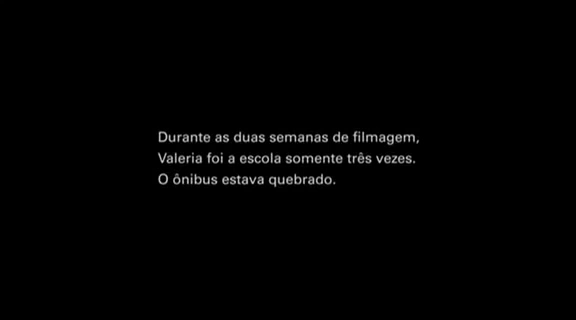 Durante as duas semanas de filmagem,
Valeria foi a escola somente três vezes.
O ônibus estava quebrado.